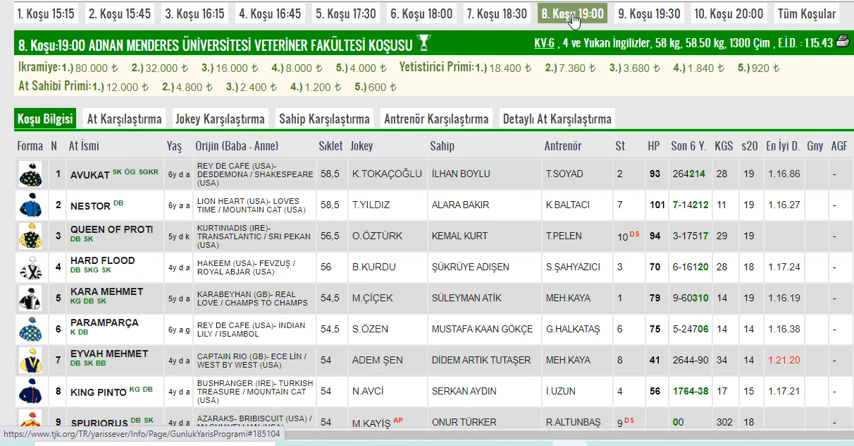 1. Koşu 15:15 2. Koşu 15:45 3. Koşu 16:15 4. Koşu 16:45 5. Koşu 17:30 6. Koşu 18:00 7. Koşu 18:30 8. Koşu 19:00 9. Koşu 19:30 10. Koşu 20:00 Tüm Koşular
8. Koşu:19:00 ADNAN MENDERES ÜNİVERSİTESİ VETERİNER FAKÜLTESİ KOŞUSU KV-6 , 4 ve Yukarı İngilizler, 58 kg, 58.50 kg, 1300 Çim , E.İ.D. :1.15.43
Ikramiye:1.) 80.000 ₺ 2.) 32.000 ₺ 3.) 16.000 ₺ 4.) 8.000 ₺ 5.) 4.000 ₺ Yetistirici Primi:1.) 18.400 ₺ 2.) 7.360 ₺ 3.) 3.680 ₺ 4.) 1.840 ₺ 5.) 920 ₺
At Sahibi Primi:1.) 12.000 ₺ 2.) 4.800 ₺ 3.) 2.400 ₺ 4.) 1.200 ₺ 5.) 600 ₺
Koşu Bilgisi At Karşılaştırma Jokey Karşılaştırma Sahip Karşılaştırma Antrenör Karşılaştırma Detaylı At Karşılaştırma
Forma N At İsmi Yaş Orijin (Baba - Anne) Sıklet Jokey Sahip Antrenör St HP Son 6 Y. KGS s20 En İyi D. Gny AGF
1 AVUKAT SK ÖG SGKR 6y d a REY DE CAFE (USA)- DESDEMONA / SHAKESPEARE (USA) 58,5 K.TOKAÇOĞLU İLHAN BOYLU T.SOYAD 2 93 264214 28 19 1.16.86 -
2 NESTOR DB 6y a a LION HEART (USA)- LOVES TIME / MOUNTAIN CAT (USA) 58,5 T.YILDIZ ALARA BAKIR K.BALTACI 7 101 7-14212 11 19 1.16.27 -
3 QUEEN OF PROTI DB SK 5y d k KURTINIADIS (IRE)- TRANSATLANTIC / SRI PEKAN (USA) 56,5 O.ÖZTÜRK KEMAL KURT T.PELEN 10 DS 94 3-17517 29 19 -
4 HARD FLOOD DB SKG SK 4y d a HAKEEM (USA)- FEVZUŞ / ROYAL ABJAR (USA) 56 B.KURDU ŞÜKRÜYE ADIŞEN S.ŞAHYAZICI 3 70 6-16120 28 18 1.17.24 -
5 KARA MEHMET KG DB SK 5y d a KARABEYHAN (GB)- REAL LOVE / CHAMPS TO CHAMPS 54,5 M.ÇİÇEK SÜLEYMAN ATİK MEH.KAYA 1 79 9-60310 14 19 1.16.19 -
6 PARAMPARÇA K DB 6y a g REY DE CAFE (USA)- INDIAN LILY / ISLAMBOL 54,5 S.ÖZEN MUSTAFA KAAN GÖKÇE G.HALKATAŞ 6 75 5-24706 14 14 1.16.38 -
7 EYVAH MEHMET DB SK BB 4y d a CAPTAIN RIO (GB)- ECE LİN / WEST BY WEST (USA) 54 ADEM ŞEN DİDEM ARTIK TUTAŞER MEH.KAYA 8 41 2644-90 34 14 1.21.20 -
8 KING PINTO KG DB 4y d a BUSHRANGER (IRE)- TURKISH TREASURE / MOUNTAIN CAT (USA) 54 N.AVCİ SERKAN AYDIN İ.UZUN 4 56 1764-38 17 15 1.17.21 -
9 SPURIORUS DB SK 4y d a AZARAKS- BRIBISCUIT (USA) / 54 M.KAYIŞ AP ONUR TÜRKER R.ALTUNBAŞ 9 DS 00 302 18 -
https://www.tjk.org/TR/yarissever/Info/Page/GunlukYarisProgrami#185104